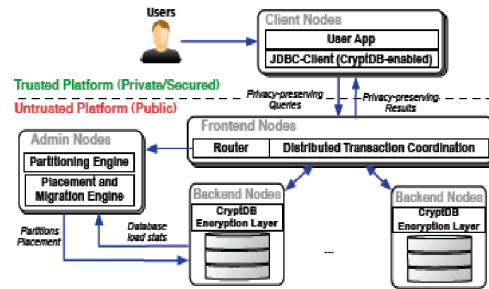 Users
Client Nodes
User App
JDBC-Client (CryptDB-enabled)
Trusted Platform (Private/Secured)
Untrusted Platform (Public)
Privacy-preserving
Queries
Privacy-preserving
Results
Frontend Nodes
Router
Distributed Transaction Coordination
Admin Nodes
Partitioning Engine
Placement and
Migration Engine
Partitions
Placement
Database
load stats
Backend Nodes
CryptDB
Encryption Layer
...
Backend Nodes
CryptDB
Encryption Layer